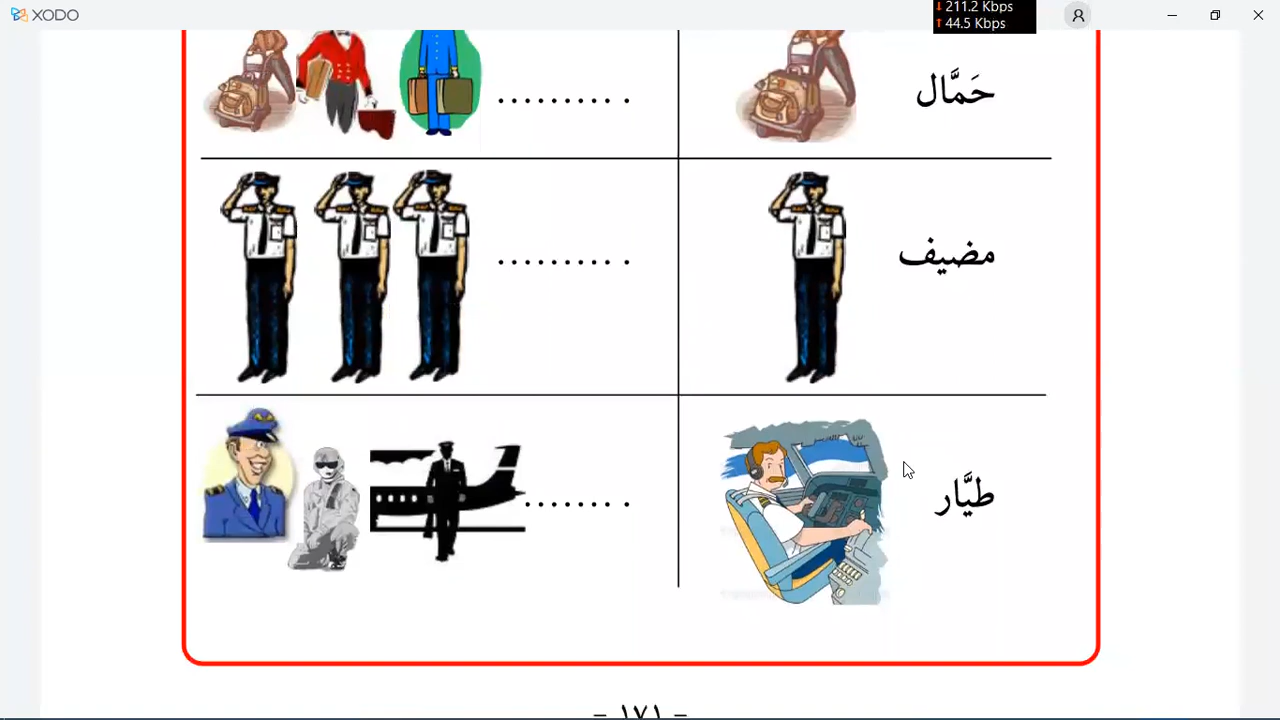 XODO
↓ 211.2 Kbps
↑ 44.5 Kbps
حَمَّال
. . . . . . . . . .
مضيف
. . . . . . . . . .
طيَّار
. . . . . . . .
– ١٧١ –